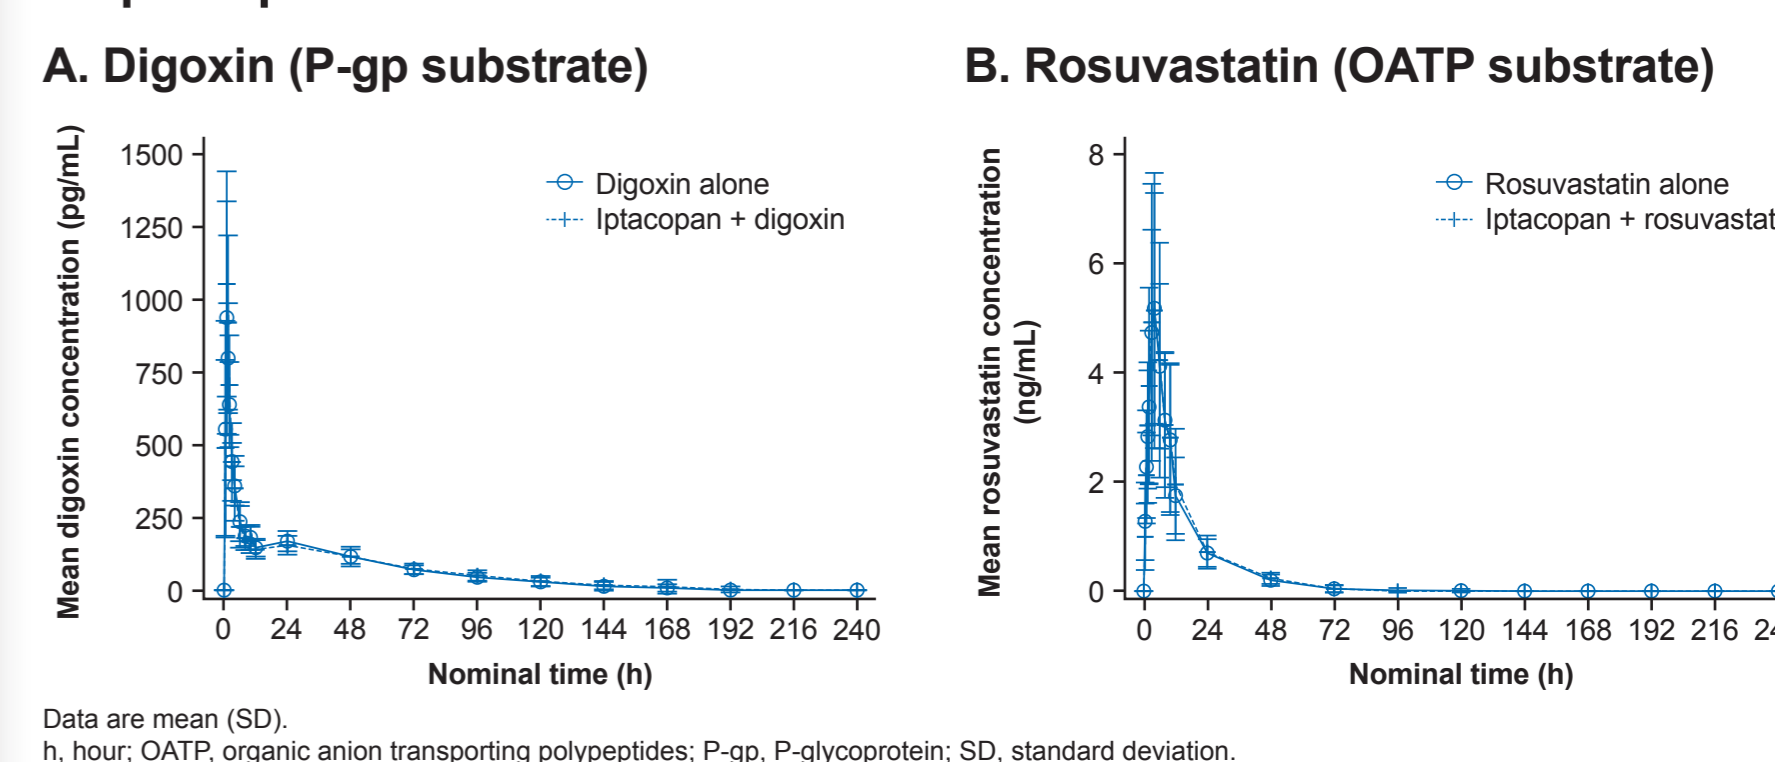 A. Digoxin (P-gp substrate)
Mean digoxin concentration (pg/mL)
1500
1250
1000
750
500
250
0
Digoxin alone
Iptacopan + digoxin
0 24 48 72 96 120 144 168 192 216 240
Nominal time (h)
B. Rosuvastatin (OATP substrate)
Mean rosuvastatin concentration
(ng/mL)
8
6
4
2
0
Rosuvastatin alone
Iptacopan + rosuvastat
0 24 48 72 96 120 144 168 192 216 24
Nominal time (h)
Data are mean (SD).
h, hour; OATP, organic anion transporting polypeptides; P-gp, P-glycoprotein; SD, standard deviation.